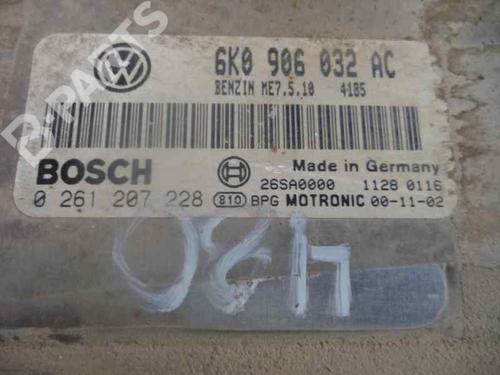 B-PARTS
6K0 906 032 AC
BENZIN ME7.5.10 4185
BOSCH
Made in Germany
26SA0000 1128 0116
0 261 207 228 810 BPG MOTRONIC 00-11-02